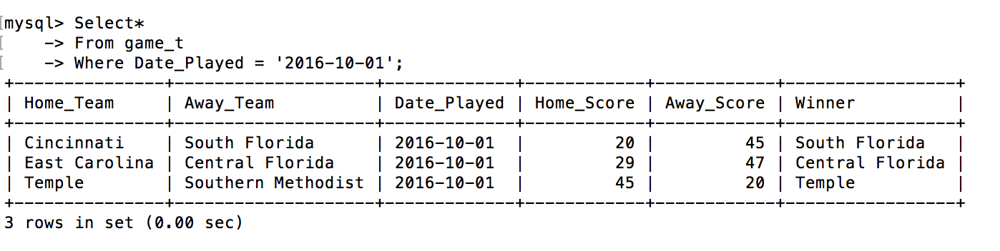 mysql> Select*
    -> From game_t
    -> Where Date_Played = '2016-10-01';
+---------------+--------------------+-------------+------------+------------+-----------------+
| Home_Team     | Away_Team          | Date_Played | Home_Score | Away_Score | Winner          |
+---------------+--------------------+-------------+------------+------------+-----------------+
| Cincinnati    | South Florida      | 2016-10-01  |         20 |         45 | South Florida   |
| East Carolina | Central Florida    | 2016-10-01  |         29 |         47 | Central Florida |
| Temple        | Southern Methodist | 2016-10-01  |         45 |         20 | Temple          |
+---------------+--------------------+-------------+------------+------------+-----------------+
3 rows in set (0.00 sec)